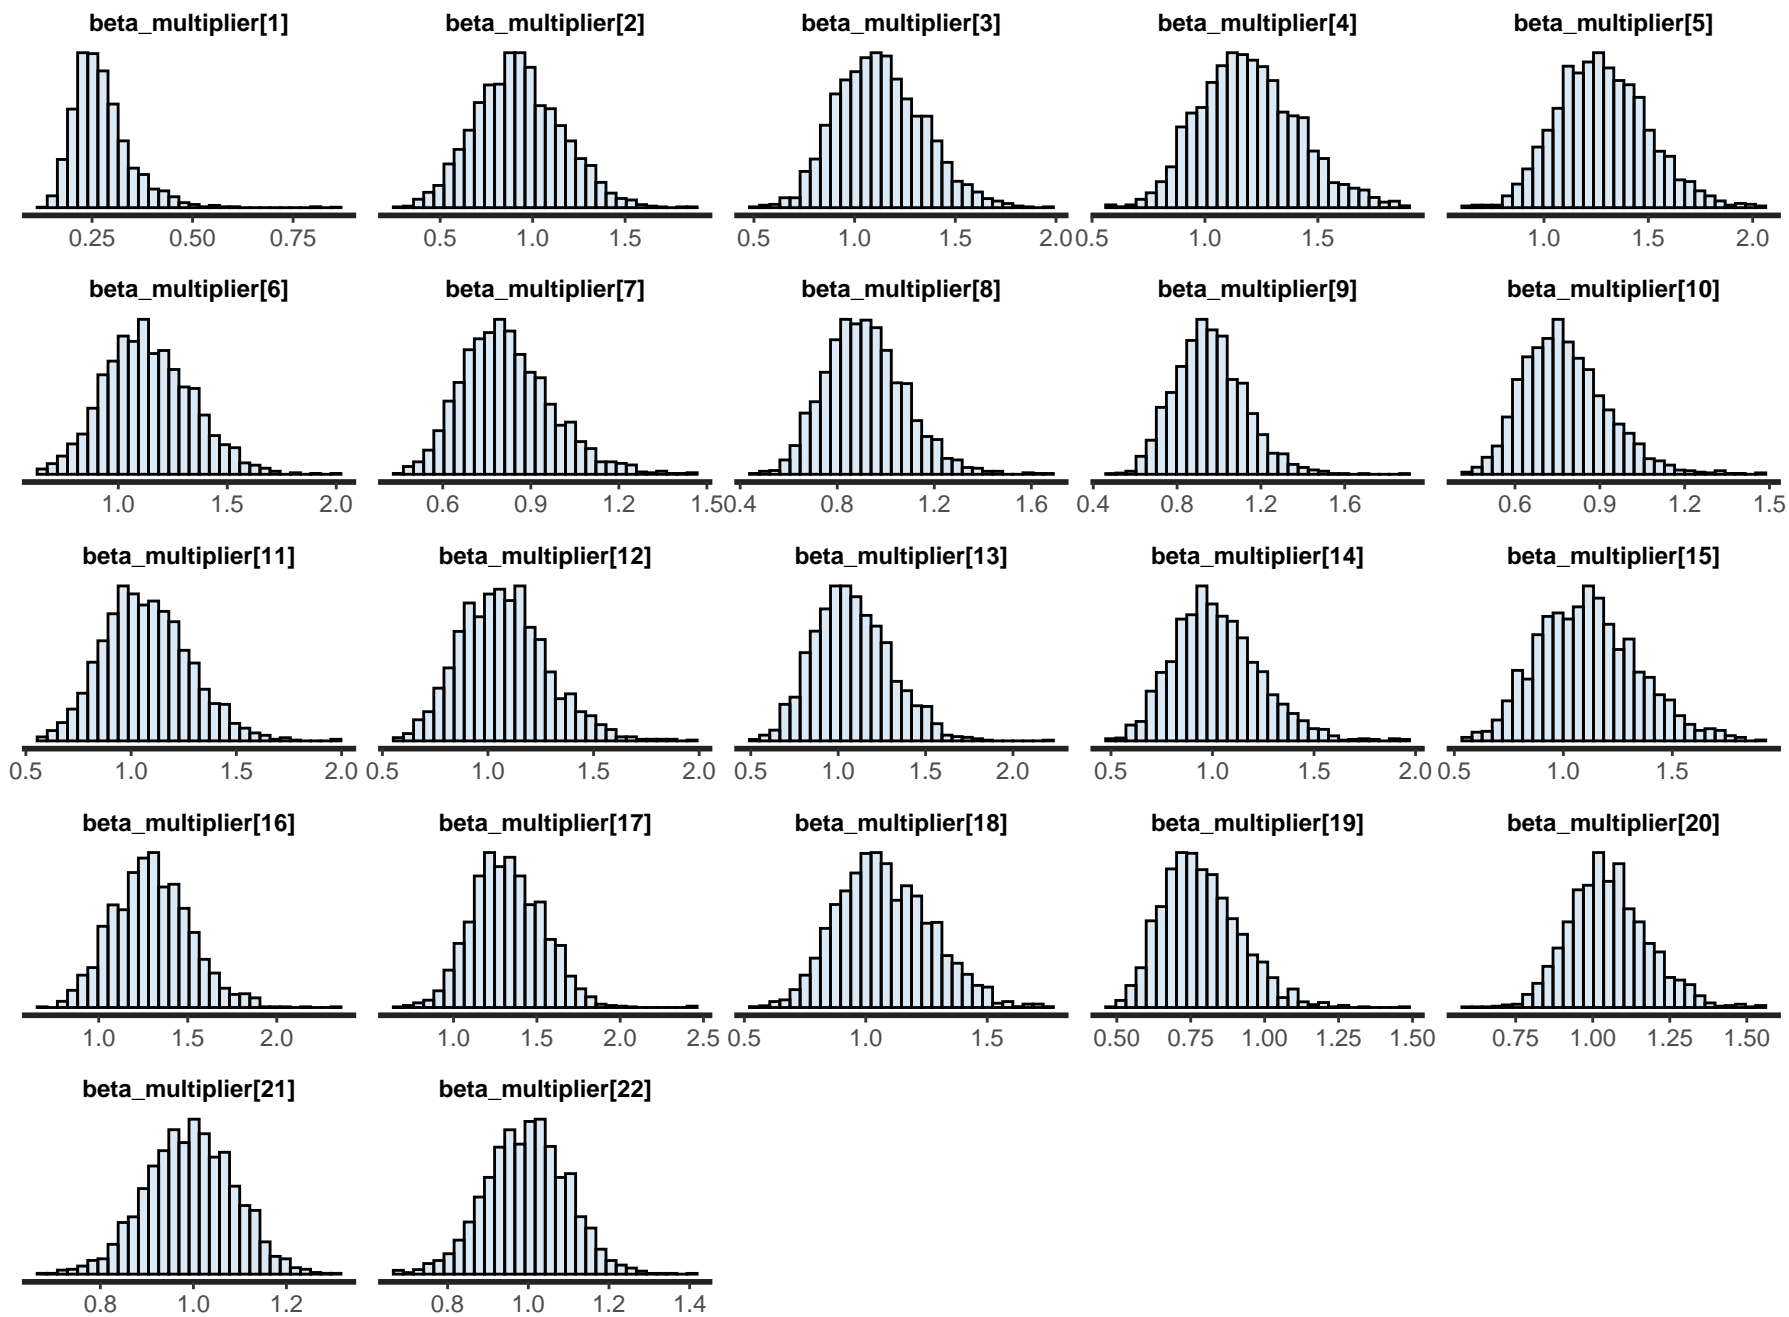 beta_multiplier[1] beta_multiplier[2] beta_multiplier[3] beta_multiplier[4] beta_multiplier[5]
0.25 0.50 0.75 0.5 1.0 1.5 0.5 1.0 1.5 2.0 0.5 1.0 1.5 1.0 1.5 2.0
beta_multiplier[6] beta_multiplier[7] beta_multiplier[8] beta_multiplier[9] beta_multiplier[10]
1.0 1.5 2.0 0.6 0.9 1.2 1.5 0.4 0.8 1.2 1.6 0.4 0.8 1.2 1.6 0.6 0.9 1.2 1.5
beta_multiplier[11] beta_multiplier[12] beta_multiplier[13] beta_multiplier[14] beta_multiplier[15]
0.5 1.0 1.5 2.0 0.5 1.0 1.5 2.0 0.5 1.0 1.5 2.0 0.5 1.0 1.5 2.0 0.5 1.0 1.5
beta_multiplier[16] beta_multiplier[17] beta_multiplier[18] beta_multiplier[19] beta_multiplier[20]
1.0 1.5 2.0 1.0 1.5 2.0 2.5 0.5 1.0 1.5 0.50 0.75 1.00 1.25 1.50 0.75 1.00 1.25 1.50
beta_multiplier[21] beta_multiplier[22]
0.8 1.0 1.2 0.8 1.0 1.2 1.4